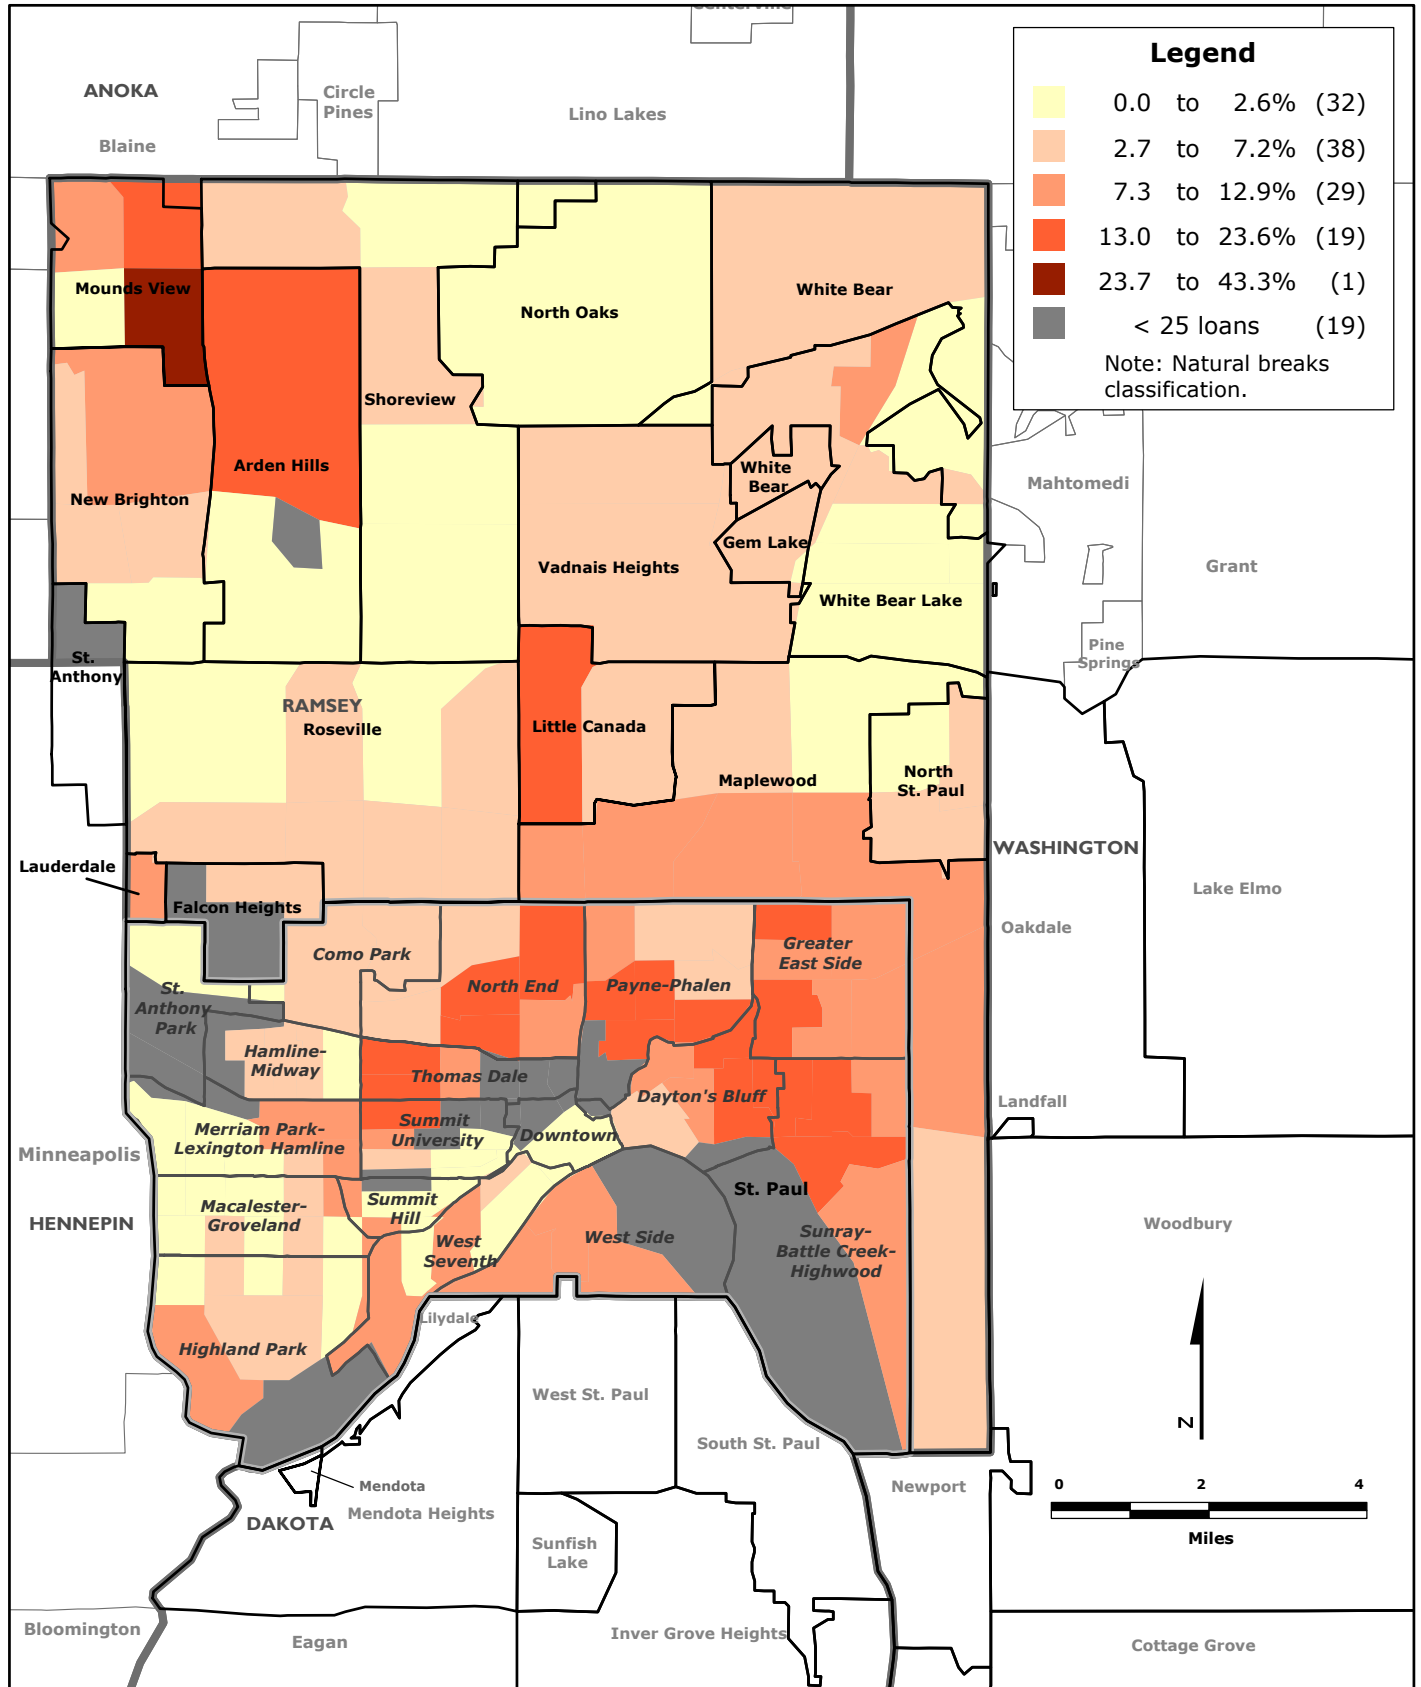 Centerville
Legend
0.0 to 2.6% (32)
2.7 to 7.2% (38)
7.3 to 12.9% (29)
13.0 to 23.6% (19)
23.7 to 43.3% (1)
< 25 loans (19)
Note: Natural breaks
classification.
ANOKA
Circle
Pines
Lino Lakes
Blaine
Mounds View
North Oaks
White Bear
Shoreview
Arden Hills
New Brighton
White
Bear
Mahtomedi
Gem Lake
Vadnais Heights
Grant
White Bear Lake
St.
Anthony
Pine
Springs
RAMSEY
Roseville
Little Canada
Maplewood
North
St. Paul
WASHINGTON
Lauderdale
Lake Elmo
Falcon Heights
Oakdale
Como Park
Greater
East Side
North End
Payne-Phalen
St.
Anthony
Park
Hamline-
Midway
Thomas Dale
Dayton's Bluff
Landfall
Merriam Park-
Lexington Hamline
Summit
University
Downtown
Minneapolis
St. Paul
HENNEPIN
Macalester-
Groveland
Summit
Hill
West
Seventh
West Side
Sunray-
Battle Creek-
Highwood
Woodbury
Lilydale
Highland Park
West St. Paul
South St. Paul
N
Mendota
Newport
0 2 4
Miles
DAKOTA
Mendota Heights
Sunfish
Lake
Bloomington
Eagan
Inver Grove Heights
Cottage Grove